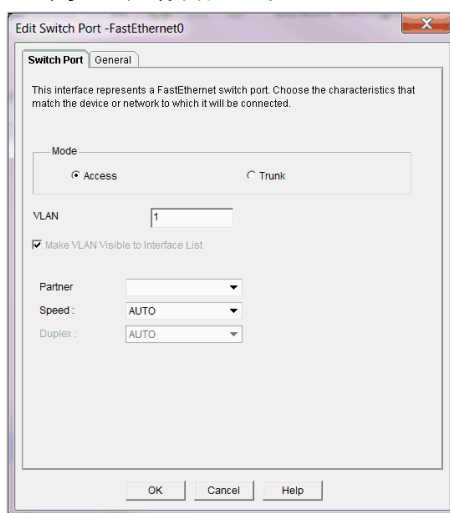 Edit Switch Port -FastEthernet0
Switch Port General
This interface represents a FastEthernet switch port. Choose the characteristics that
match the device or network to which it will be connected.
Mode
Access Trunk
VLAN 1
Make VLAN Visible to Interface List
Partner
Speed : AUTO
Duplex : AUTO
OK Cancel Help